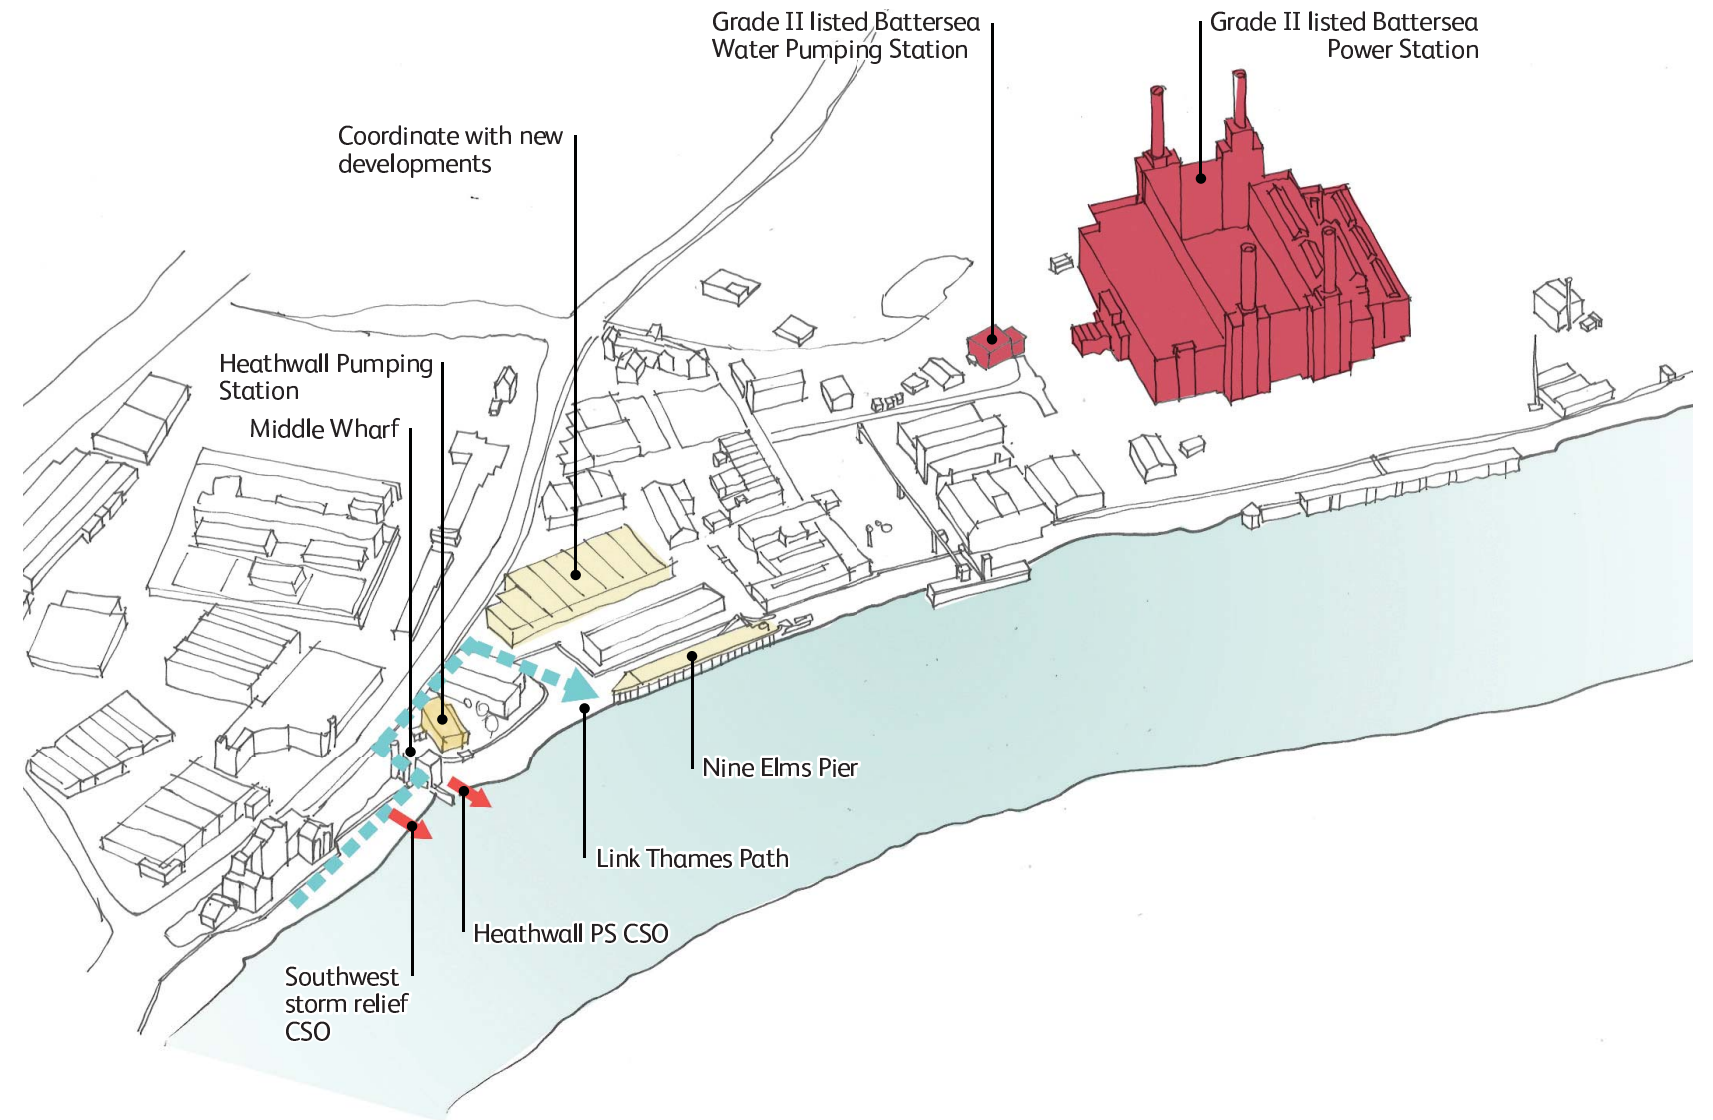 Grade II listed Battersea
Water Pumping Station
Grade II listed Battersea
Power Station
Coordinate with new
developments
Heathwall Pumping
Station
Middle Wharf
Nine Elms Pier
Link Thames Path
Heathwall PS CSO
Southwest
storm relief
CSO